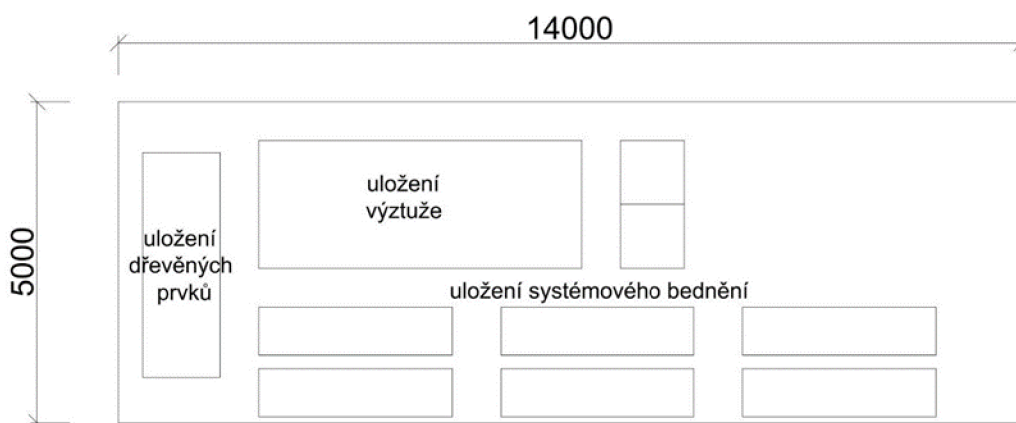 14000
5000
uložení
výztuže
uložení
dřevěných
prvků
uložení systémového bednění